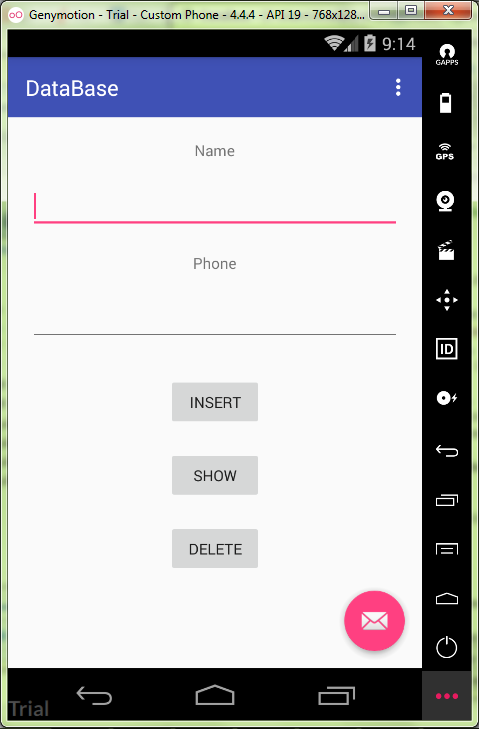 Genymotion - Trial - Custom Phone - 4.4.4 - API 19 - 768x128...
9:14
GAPPS
DataBase
Name
GPS
Phone
ID
INSERT
SHOW
DELETE
Trial